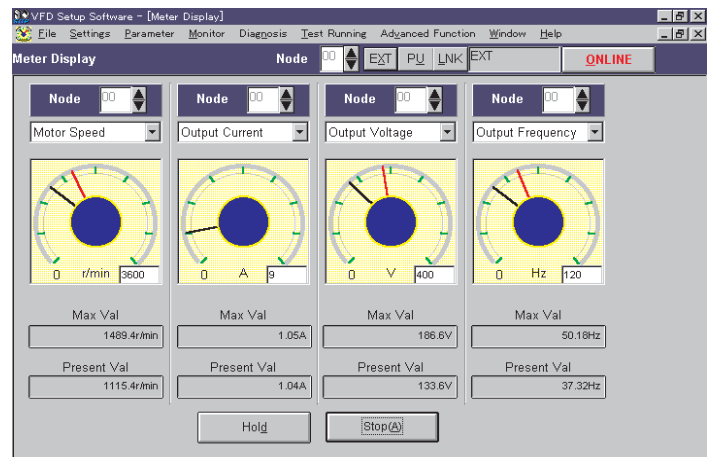 VFD Setup Software - [Meter Display]
File Settings Parameter Monitor Diagnosis Test Running Advanced Function Window Help
Meter Display Node 00 EXT PU LNK EXT ONLINE
Node 00 Node 00 Node 00 Node 00
Motor Speed Output Current Output Voltage Output Frequency
0 r/min 3600 0 A 9 0 V 400 0 Hz 120
Max Val Max Val Max Val Max Val
1489.4r/min 1.05A 186.6V 50.18Hz
Present Val Present Val Present Val Present Val
1115.4r/min 1.04A 133.6V 37.32Hz
Hold Stop(A)